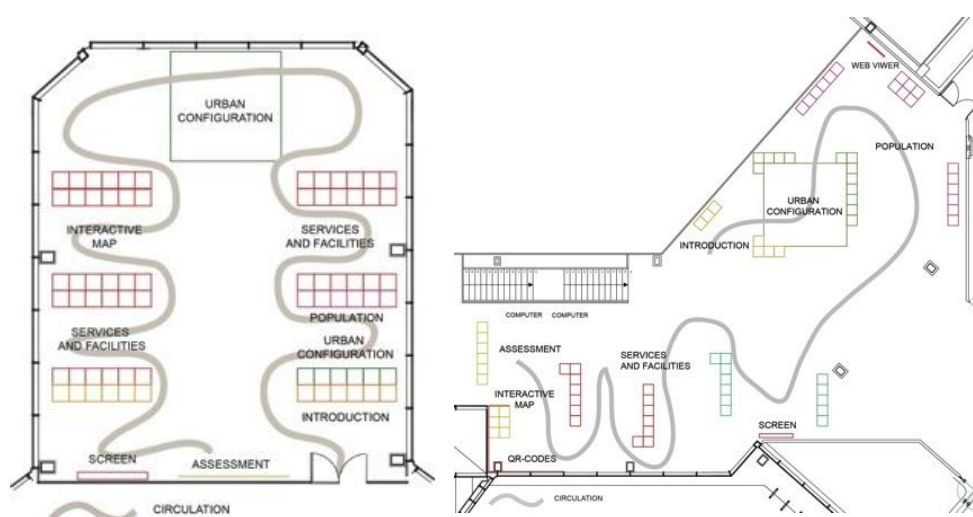 URBAN
CONFIGURATION
INTERACTIVE
MAP
SERVICES
AND FACILITIES
POPULATION
SERVICES
AND FACILITIES
URBAN
CONFIGURATION
INTRODUCTION
SCREEN
ASSESSMENT
CIRCULATION
WEB VIWER
POPULATION
URBAN
CONFIGURATION
INTRODUCTION
COMPUTER COMPUTER
ASSESSMENT
SERVICES
AND FACILITIES
INTERACTIVE
MAP
SCREEN
QR-CODES
CIRCULATION